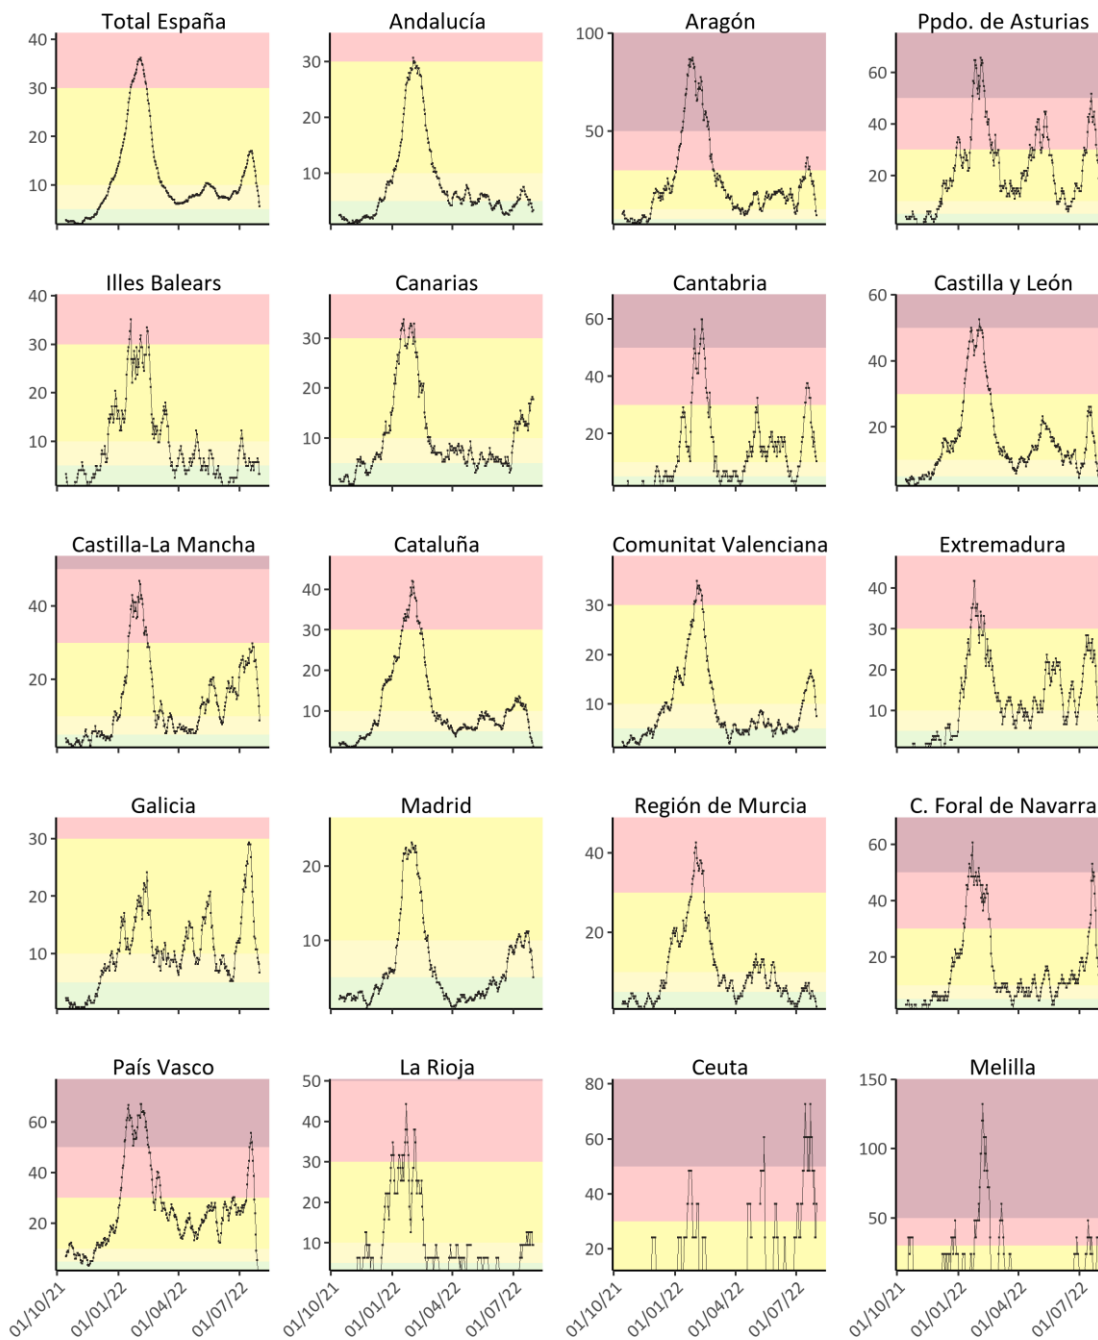 Total España Andalucía Aragón Ppdo. de Asturias
40 30 100 60
30 20 50 40
20 10 20
10
Illes Balears Canarias Cantabria Castilla y León
40 30 60 60
30 20 40 40
20 10 20 20
10
Castilla-La Mancha Cataluña Comunitat Valenciana Extremadura
40 40 30 40
20 30 20 30
20 10 20
10 10
Galicia Madrid Región de Murcia C. Foral de Navarra
30 20 40 60
20 10 20 40
10 20
País Vasco La Rioja Ceuta Melilla
60 50 80 150
40 40 60 100
20 30 40 50
20 20
10
01/10/21 01/01/22 01/04/22 01/07/22 01/10/21 01/01/22 01/04/22 01/07/22 01/10/21 01/01/22 01/04/22 01/07/22 01/10/21 01/01/22 01/04/22 01/07/22